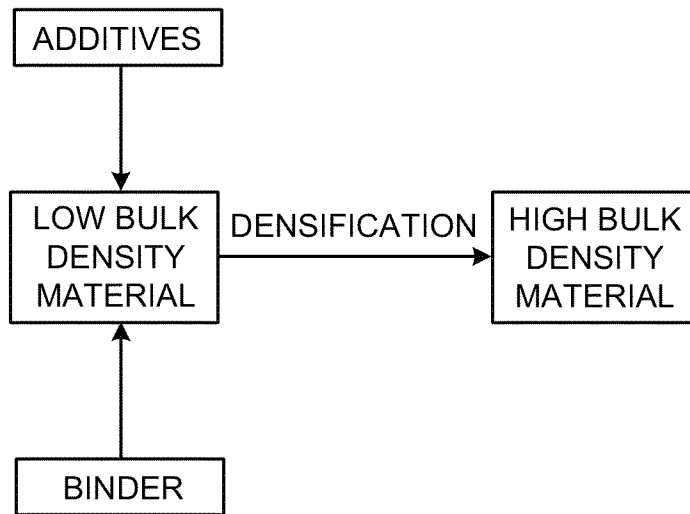 ADDITIVES
LOW BULK
DENSITY
MATERIAL
DENSIFICATION
HIGH BULK
DENSITY
MATERIAL
BINDER